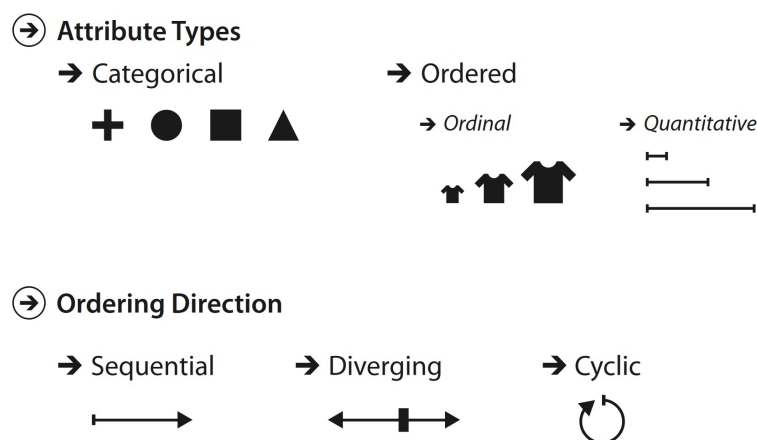 Attribute Types
Categorical
Ordered
Ordinal
Quantitative
Ordering Direction
Sequential
Diverging
Cyclic